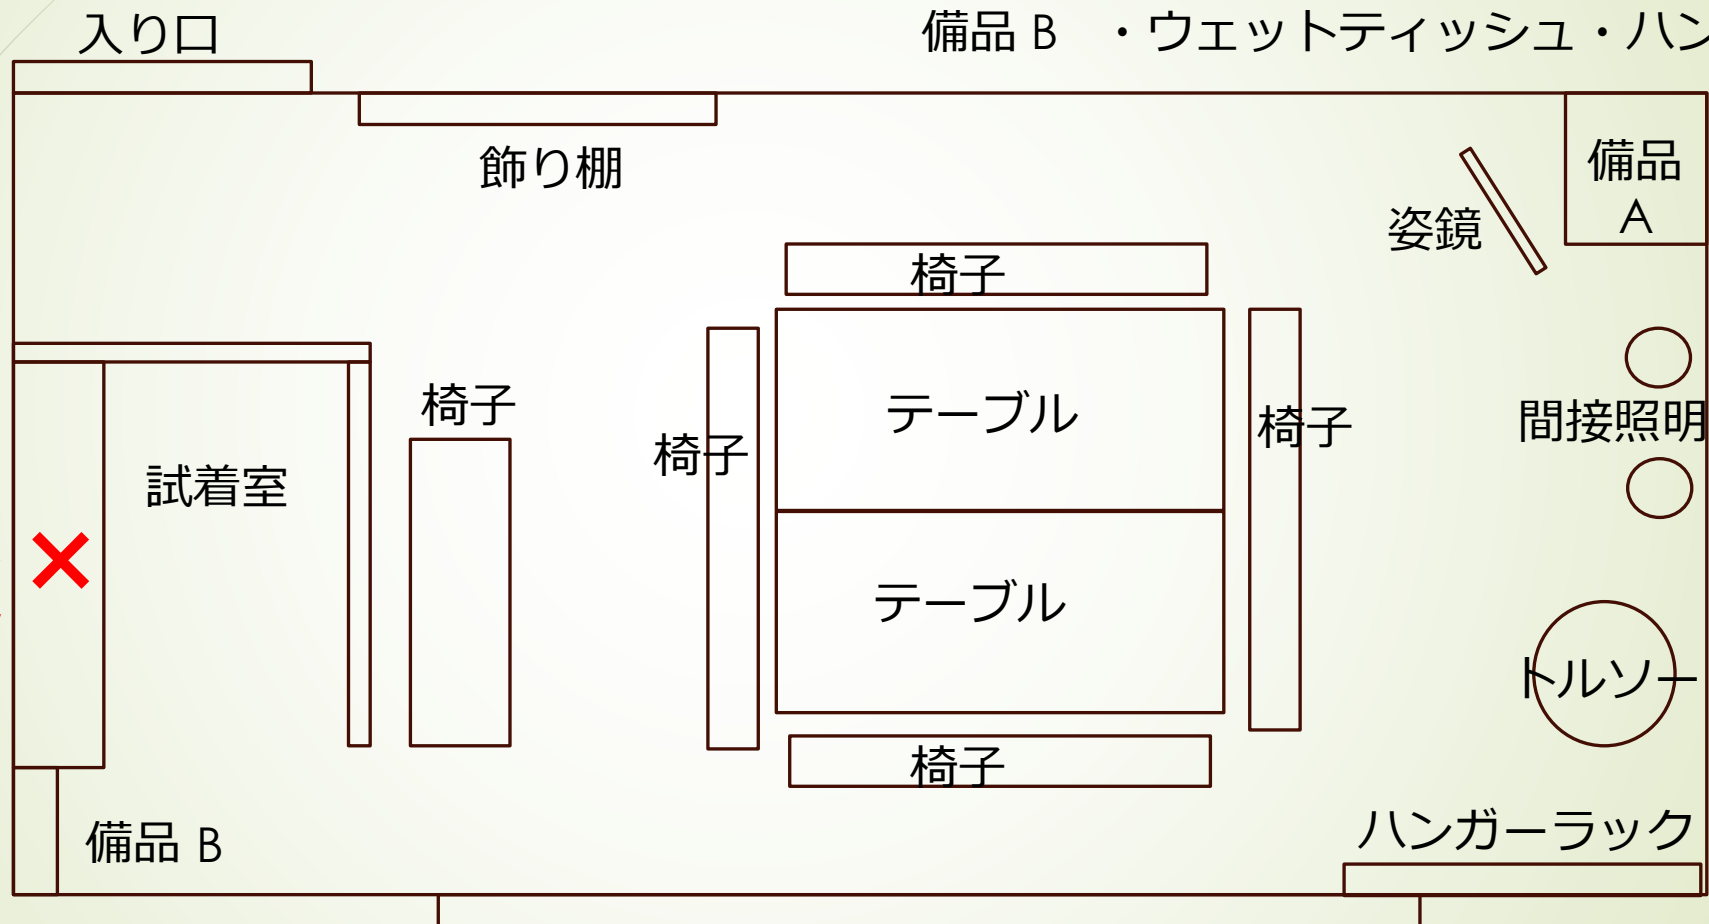 入り口
備品 B ・ウェットティッシュ・ハン
飾り棚
備品
A
姿鏡
椅子
椅子
テーブル
椅子
間接照明
椅子
試着室
テーブル
トルソー
椅子
ハンガーラック
備品 B